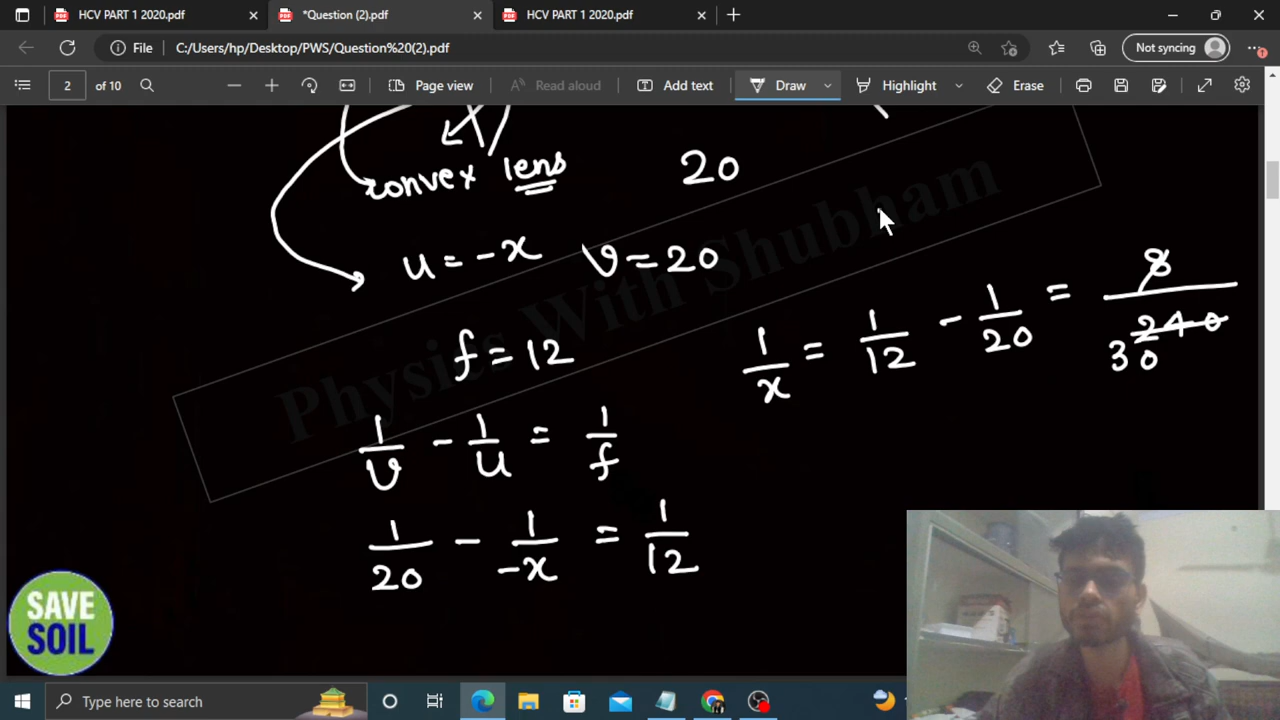 HCV PART 1 2020.pdf
*Question (2).pdf
HCV PART 1 2020.pdf
File C:/Users/hp/Desktop/PWS/Question%20(2).pdf
Not syncing
2 of 10
Page view
Read aloud
Add text
Draw
Highlight
Erase
convex lens
20
u = -x v = 20
f = 12
1/x = 1/12 - 1/20 = 8/240 30
1/v - 1/u = 1/f
1/20 - 1/-x = 1/12
Physics With Shubham
SAVE
SOIL
Type here to search